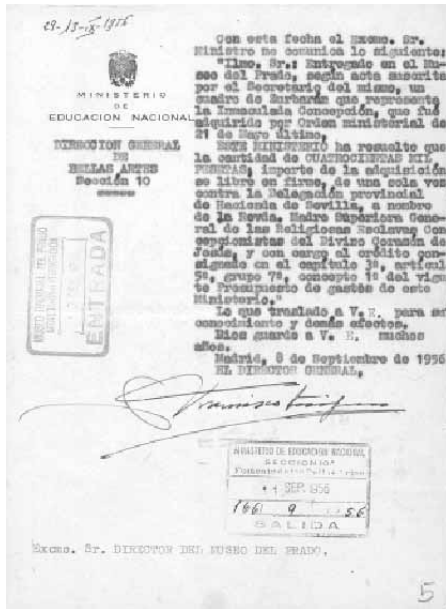 29-13-IX-1956
MINISTERIO
DE
EDUCACION NACIONAL
DIRECCION GENERAL
DE
BELLAS ARTES
Sección 10
Con esta fecha el Excmo. Sr.
Ministro me comunica lo siguiente:
"Ilmo. Sr.: Entregado en el Mu-
seo del Prado, según acta suscrita
por el Secretario del mismo, un
cuadro de Zurbarán que representa
la Inmaculada Concepción, que fué
adquirido por Orden ministerial de
21 de Mayo último,
ESTE MINISTERIO ha resuelto que
la cantidad de CUATROCIENTAS MIL
PESETAS, importe de la adquisición
se libre en firme, de una sola vez
contra la Delegación provincial
de Hacienda de Sevilla, a nombre
de la Revda. Madre Superiora Gene-
ral de las Religiosas Esclavas Con
cepcionistas del Divino Corazón de
Jesús, y con cargo al crédito con-
signado en el capítulo 3º, artícul
5º, grupo 7º, concepto 1º del vigen
te Presupuesto de gastos de este
Ministerio."
Lo que traslado a V. E. para su
conocimiento y demás efectos.
Dios guarde a V. E. muchos
años.
Madrid, 8 de Septiembre de 1956
EL DIRECTOR GENERAL,
ENTRADA
MINISTERIO DE EDUCACION NACIONAL
SECCION 10ª
SEP. 1956
1661 9 56
SALIDA
Excmo. Sr. DIRECTOR DEL MUSEO DEL PRADO.
5